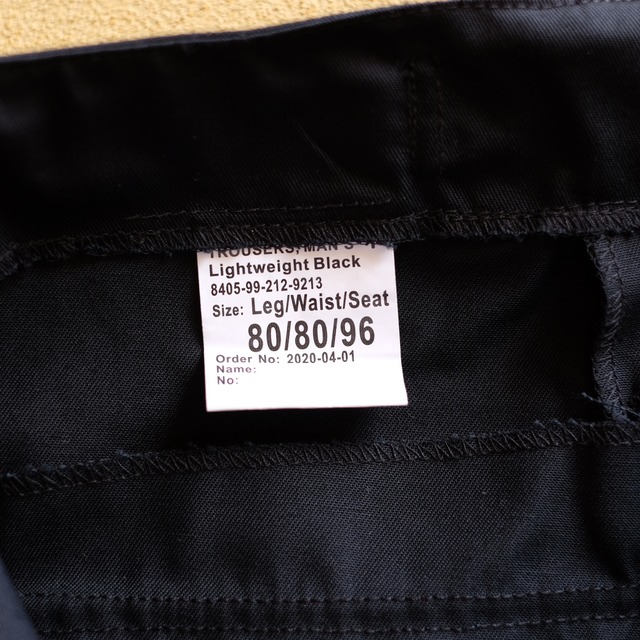 TROUSERS, MAN'S
Lightweight Black
8405-99-212-9213
Size: Leg/Waist/Seat
80/80/96
Order No: 2020-04-01
Name:
No: